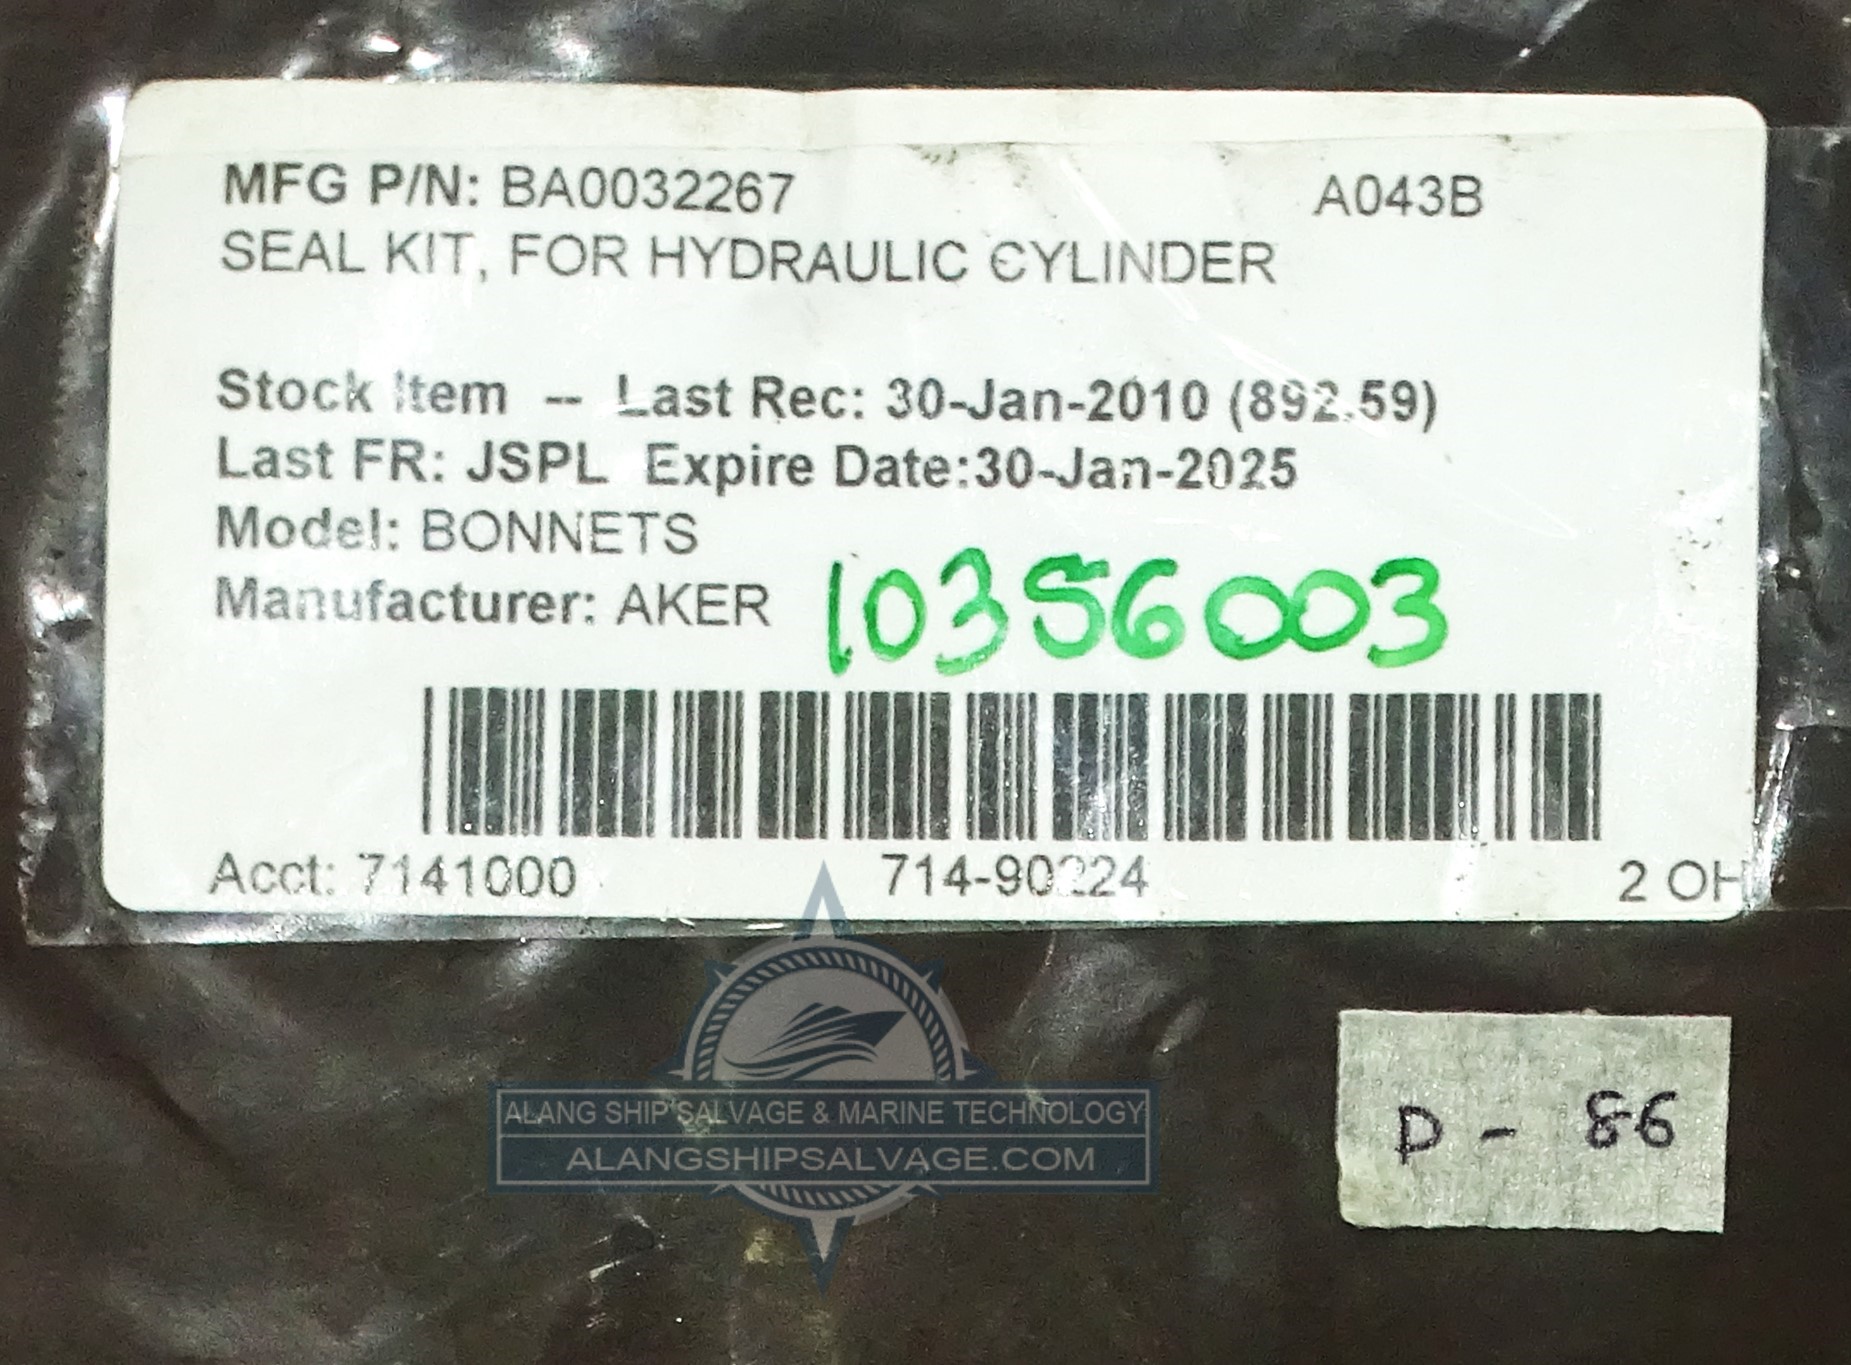 MFG P/N: BA0032267 A043B
SEAL KIT, FOR HYDRAULIC CYLINDER
Stock Item -- Last Rec: 30-Jan-2010 (892.59)
Last FR: JSPL Expire Date:30-Jan-2025
Model: BONNETS
Manufacturer: AKER 10356003
Acct: 7141000 714-90224 2 OH
ALANG SHIP SALVAGE & MARINE TECHNOLOGY
ALANGSHIPSALVAGE.COM
D - 86